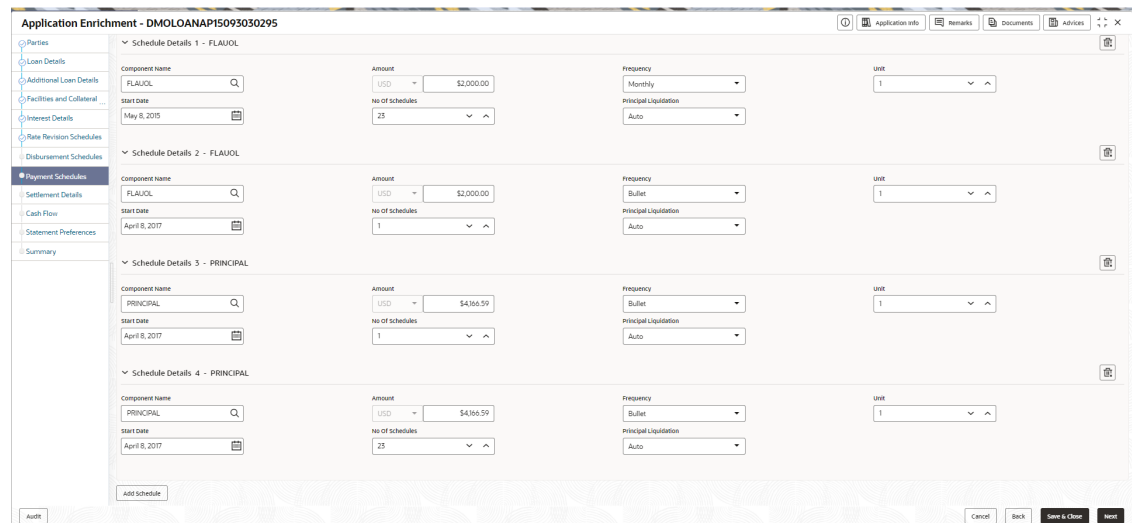 Application Enrichment - DMOLOANAP15093030295
Application Info Remarks Documents Advices
Parties
Loan Details
Additional Loan Details
Facilities and Collateral ...
Interest Details
Rate Revision Schedules
Disbursement Schedules
Payment Schedules
Settlement Details
Cash Flow
Statement Preferences
Summary
Schedule Details 1 - FLAUOL
Component Name Amount Frequency Unit
FLAUOL USD $2,000.00 Monthly 1
Start Date No Of Schedules Principal Liquidation
May 8, 2015 23 Auto
Schedule Details 2 - FLAUOL
Component Name Amount Frequency Unit
FLAUOL USD $2,000.00 Bullet 1
Start Date No Of Schedules Principal Liquidation
April 8, 2017 1 Auto
Schedule Details 3 - PRINCIPAL
Component Name Amount Frequency Unit
PRINCIPAL USD $4,166.59 Bullet 1
Start Date No Of Schedules Principal Liquidation
April 8, 2017 1 Auto
Schedule Details 4 - PRINCIPAL
Component Name Amount Frequency Unit
PRINCIPAL USD $4,166.59 Bullet 1
Start Date No Of Schedules Principal Liquidation
April 8, 2017 23 Auto
Add Schedule
Audit Cancel Back Save & Close Next